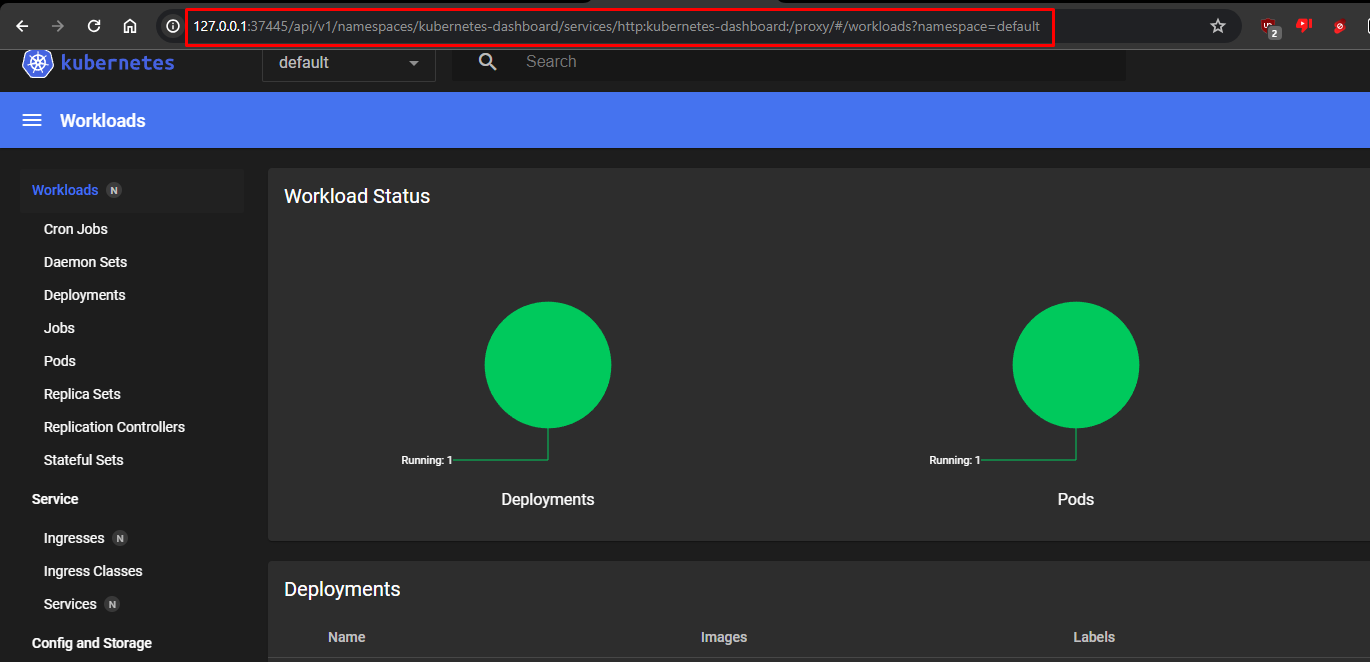 127.0.0.1:37445/api/v1/namespaces/kubernetes-dashboard/services/http:kubernetes-dashboard:/proxy/#/workloads?namespace=default
2
kubernetes
default
Search
Workloads
Workloads N
Workload Status
Cron Jobs
Daemon Sets
Deployments
Jobs
Pods
Replica Sets
Replication Controllers
Stateful Sets
Running: 1
Deployments
Running: 1
Pods
Service
Ingresses N
Ingress Classes
Services N
Config and Storage
Deployments
Name Images Labels